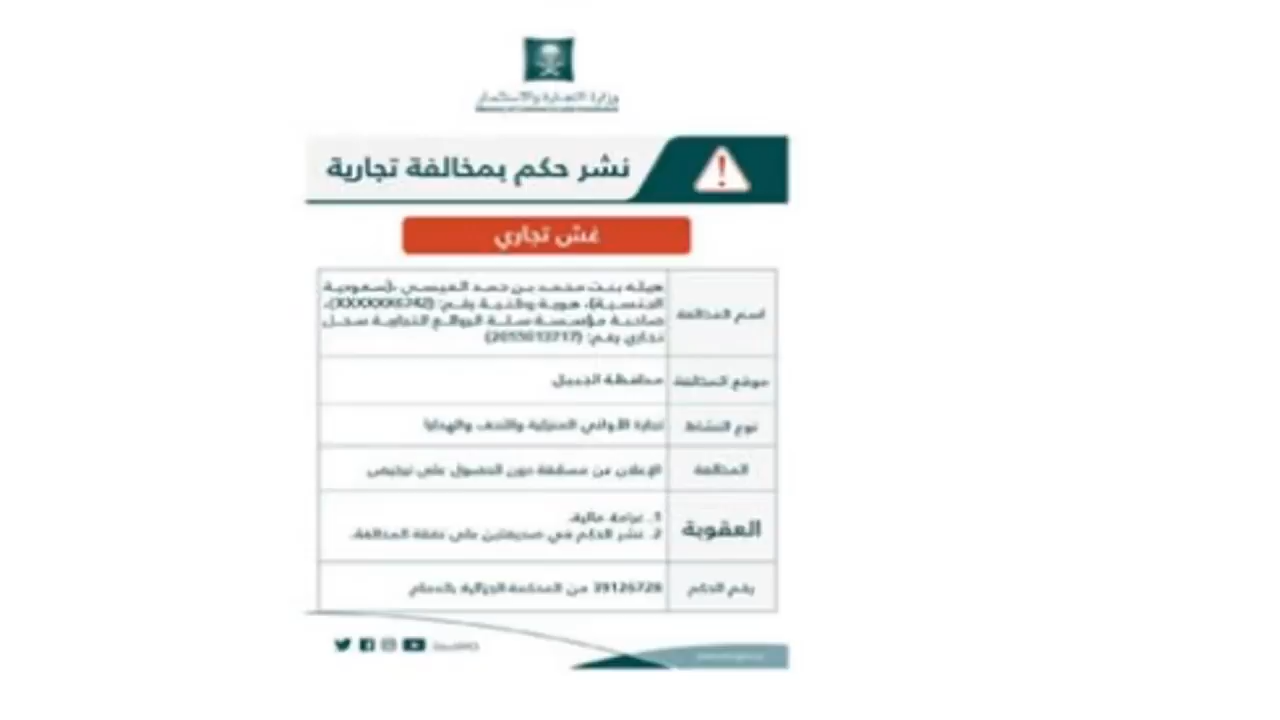 وزارة التجارة والاستثمار
نشر حكم بمخالفة تجارية
غش تجاري
اسم المخالفة
هيله بنت محمد بن حمد العيسى (سعودية
الجنسية)، هوية وطنية رقم:
صاحبة مؤسسة سلة الروائع التجارية سجل
تجاري رقم: (2055013717)
موقع المخالفة
محافظة الجبيل
نوع النشاط
تجارة الأواني المنزلية والتحف والهدايا
المخالفة
الإعلان عن مسابقة دون الحصول على ترخيص
العقوبة
1. غرامة مالية.
2. نشر الحكم في صحيفتين على نفقة المخالفة.
رقم الحكم
39126728 من المحكمة الجزائية بالدمام